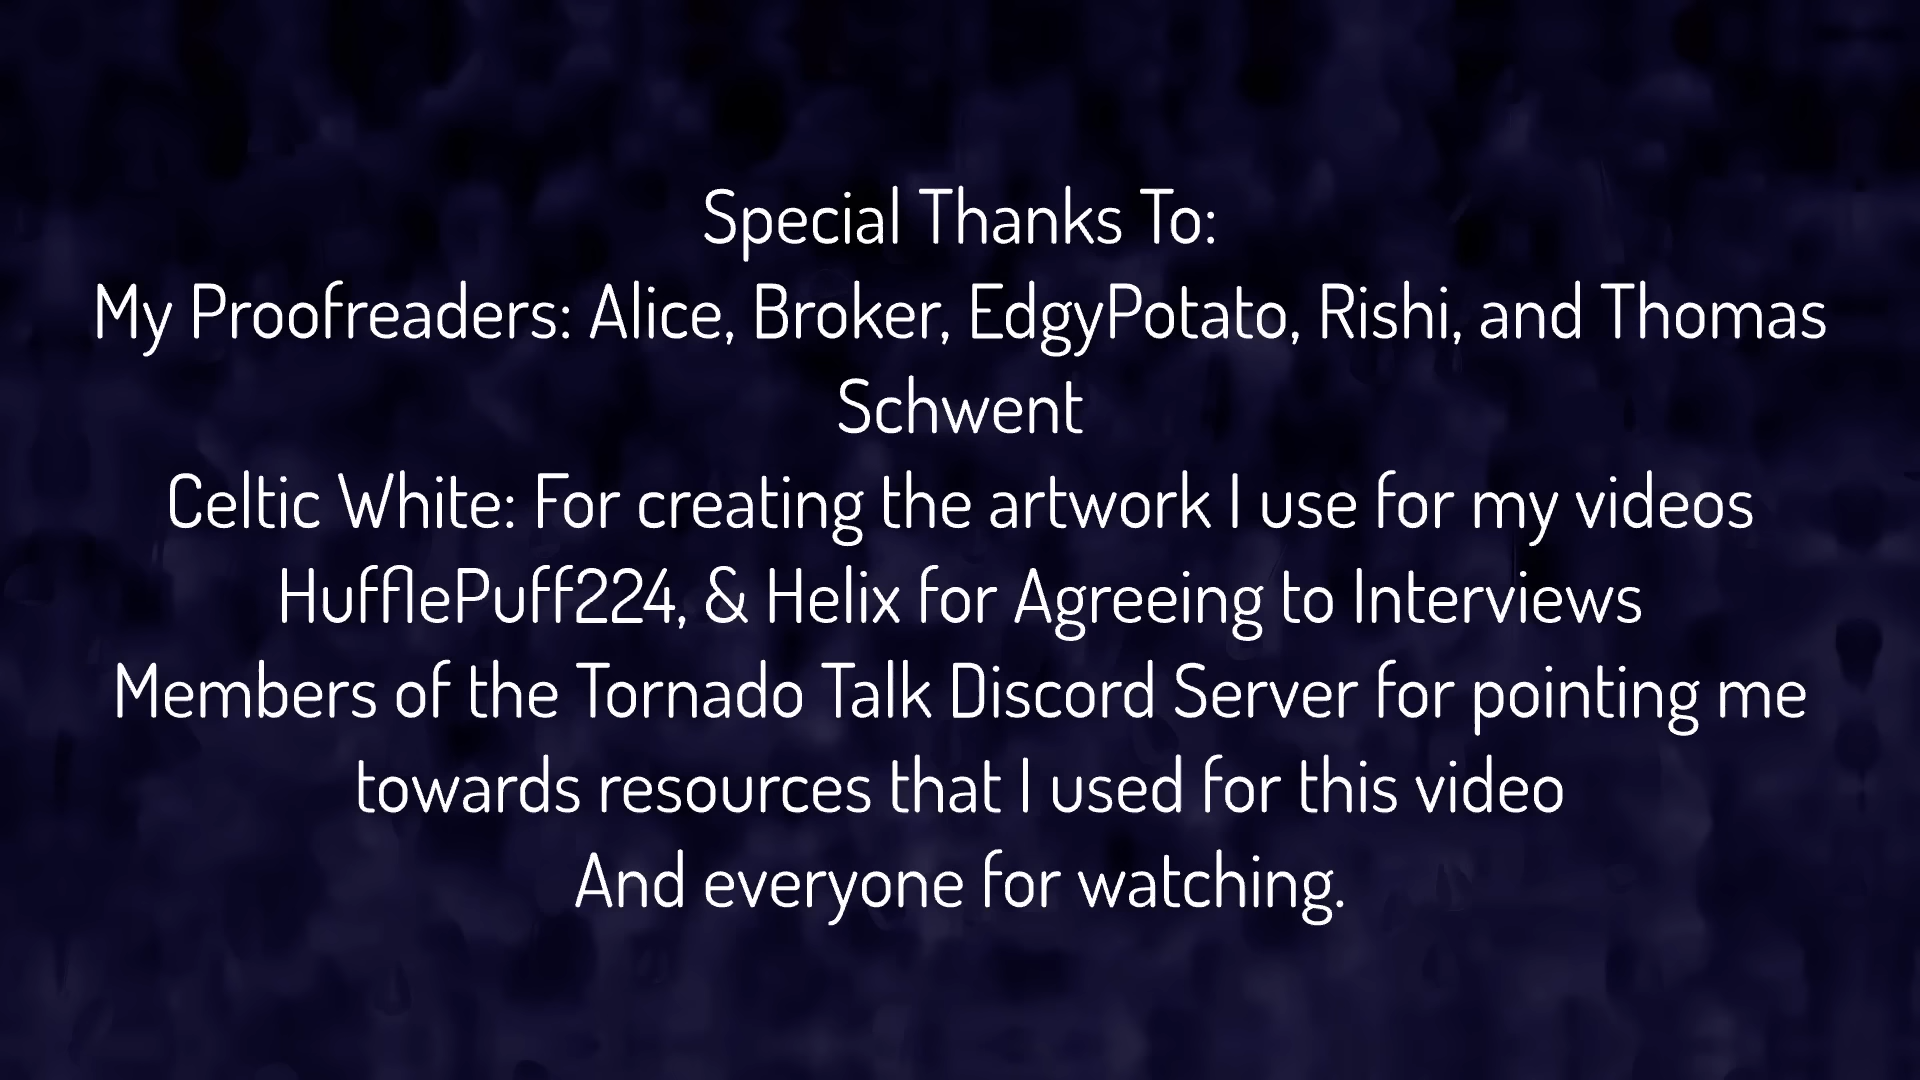 Special Thanks To:
My Proofreaders: Alice, Broker, EdgyPotato, Rishi, and Thomas
Schwent
Celtic White: For creating the artwork I use for my videos
HufflePuff224, & Helix for Agreeing to Interviews
Members of the Tornado Talk Discord Server for pointing me
towards resources that I used for this video
And everyone for watching.